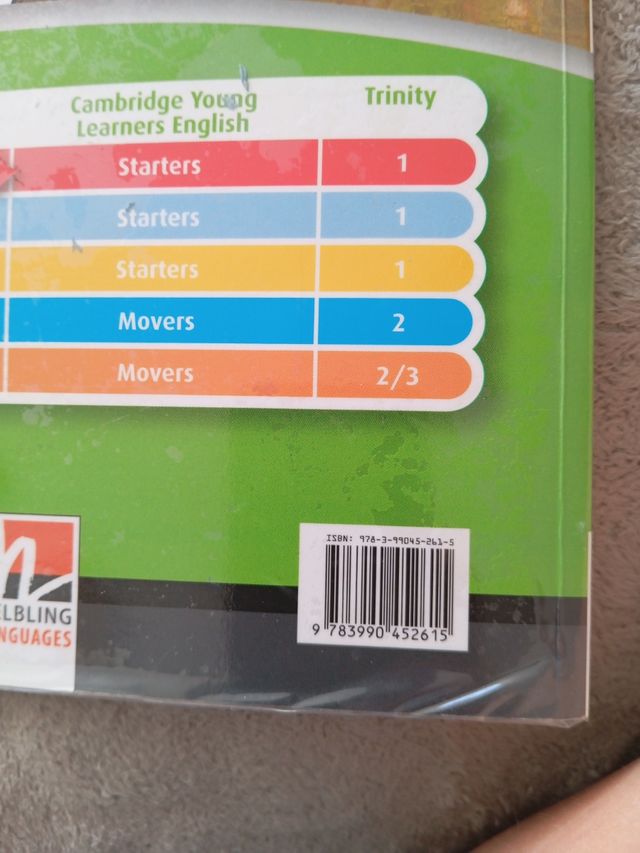 Cambridge Young
Learners English
Trinity
Starters 1
Starters 1
Starters 1
Movers 2
Movers 2/3
ISBN: 978-3-99045-261-5
9 783990 452615
ELBLING
NGUAGES